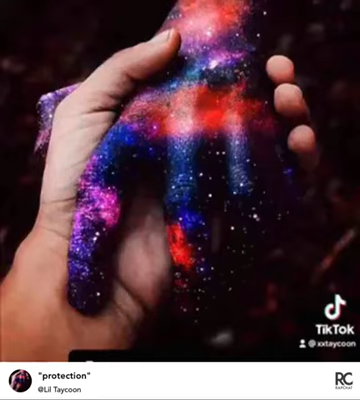 TikTok
@xxtaycoon
"protection"
@Lil Taycoon
RC
RAPCHAT